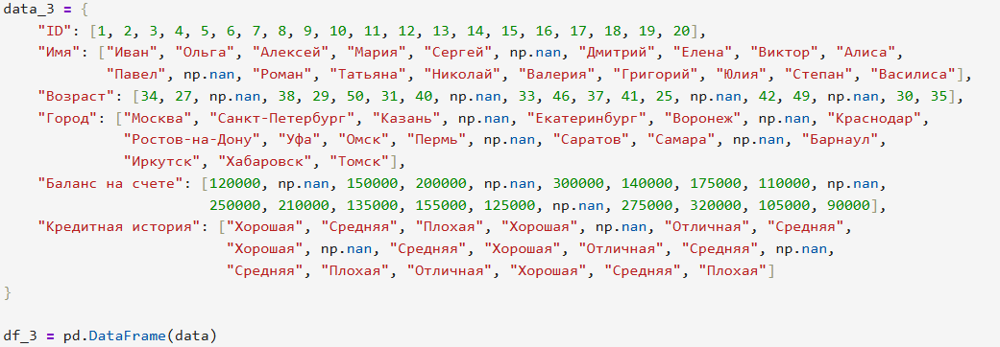 data_3 = {
"ID": [1, 2, 3, 4, 5, 6, 7, 8, 9, 10, 11, 12, 13, 14, 15, 16, 17, 18, 19, 20],
"Имя": ["Иван", "Ольга", "Алексей", "Мария", "Сергей", np.nan, "Дмитрий", "Елена", "Виктор", "Алиса",
"Павел", np.nan, "Роман", "Татьяна", "Николай", "Валерия", "Григорий", "Юлия", "Степан", "Василиса"],
"Возраст": [34, 27, np.nan, 38, 29, 50, 31, 40, np.nan, 33, 46, 37, 41, 25, np.nan, 42, 49, np.nan, 30, 35],
"Город": ["Москва", "Санкт-Петербург", "Казань", np.nan, "Екатеринбург", "Воронеж", np.nan, "Краснодар",
"Ростов-на-Дону", "Уфа", "Омск", "Пермь", np.nan, "Саратов", "Самара", np.nan, "Барнаул",
"Иркутск", "Хабаровск", "Томск"],
"Баланс на счете": [120000, np.nan, 150000, 200000, np.nan, 300000, 140000, 175000, 110000, np.nan,
250000, 210000, 135000, 155000, 125000, np.nan, 275000, 320000, 105000, 90000],
"Кредитная история": ["Хорошая", "Средняя", "Плохая", "Хорошая", np.nan, "Отличная", "Средняя",
"Хорошая", np.nan, "Средняя", "Хорошая", "Отличная", "Средняя", np.nan,
"Средняя", "Плохая", "Отличная", "Хорошая", "Средняя", "Плохая"]
}
df_3 = pd.DataFrame(data)